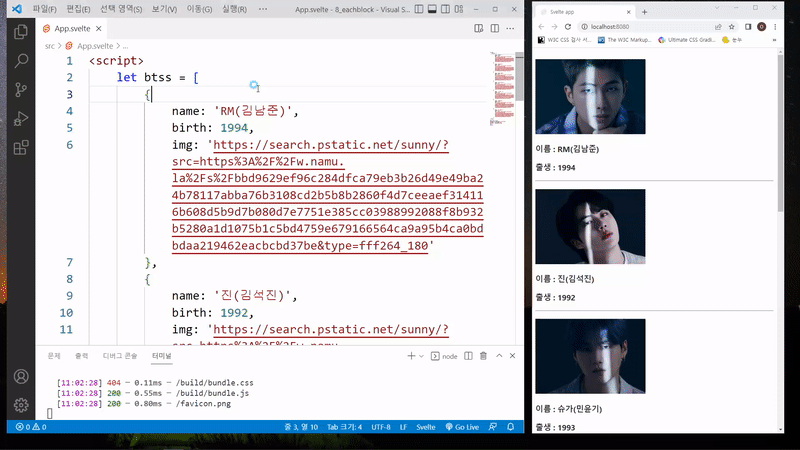 파일(F) 편집(E) 선택 영역(S) 보기(V) 이동(G) 실행(R) ... App.svelte - 8_eachblock - Visual S...
App.svelte
src > App.svelte > ...
1 <script>
2 let btss = [
3 {
4 name: 'RM(김남준)',
5 birth: 1994,
6 img: 'https://search.pstatic.net/sunny/?
src=https%3A%2F%2Fw.namu.
la%2Fs%2Fbbd9629ef96c284dfca79eb3b26d49e49ba2
4b78117abba76b3108cd2b5b8b2860f4d7ceeaef31411
6b608d5b9d7b080d7e7751e385cc03988992088f8b932
b5280a1d1075b1c5bd4759e679166564ca9a95b4ca0bd
bdaa219462eacbcbd37be&type=fff264_180'
7 },
8 {
9 name: '진(김석진)',
10 birth: 1992,
11 img: 'https://search.pstatic.net/sunny/?
문제 출력 디버그 콘솔 터미널 node
[11:02:28] 404 — 0.11ms — /build/bundle.css
[11:02:28] 200 — 0.55ms — /build/bundle.js
[11:02:28] 200 — 0.80ms — /favicon.png
0 0 줄 3, 열 10 탭 크기: 4 UTF-8 LF Svelte Go Live
Svelte app
localhost:8080
W3C CSS 검사 서... The W3C Markup... Ultimate CSS Gradi... 눈누
이름 : RM(김남준)
출생 : 1994
이름 : 진(김석진)
출생 : 1992
이름 : 슈가(민윤기)
출생 : 1993